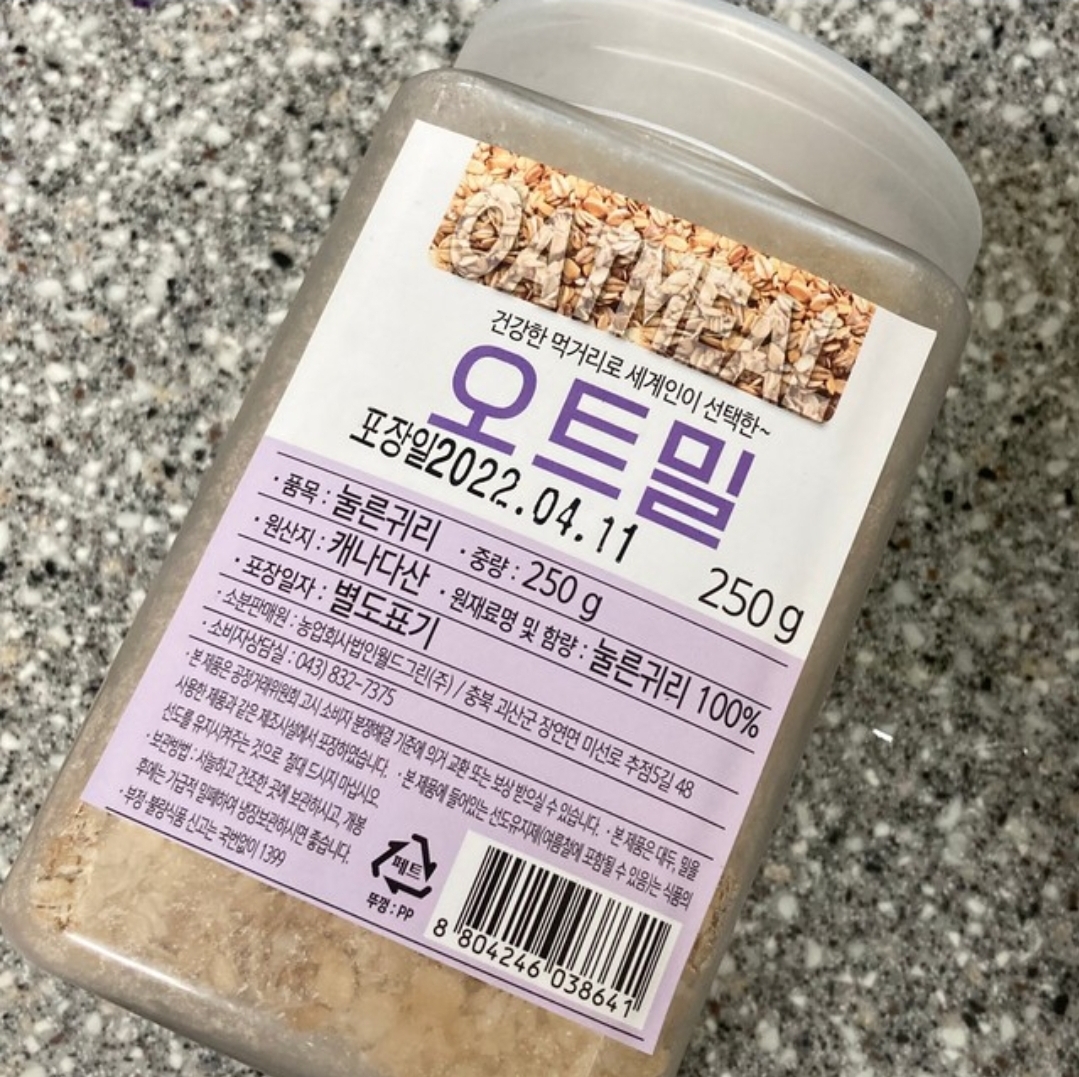 OATMEAL
건강한 먹거리로 세계인이 선택한~
오트밀
포장일2022.04.11
250 g
· 품목 : 눌른귀리 · 중량 : 250 g
· 원산지 : 캐나다산 · 원재료명 및 함량 : 눌른귀리 100%
· 포장일자 : 별도표기
· 소분판매원 : 농업회사법인월드그린(주) / 충북 괴산군 장연면 미선로 추점5길 48
· 소비자상담실 : 043) 832-7375
· 본 제품은 공정거래위원회 고시 소비자 분쟁해결 기준에 의거 교환 또는 보상 받으실 수 있습니다. · 본 제품은 대두, 밀을
사용한 제품과 같은 제조시설에서 포장하였습니다. · 본 제품에 들어있는 선도유지제(여름철에 포함될 수 있음)는 식품의
선도를 유지시켜주는 것으로 절대 드시지 마십시오.
· 보관방법 : 서늘하고 건조한 곳에 보관하시고, 개봉
후에는 가급적 밀폐하여 냉장보관하시면 좋습니다.
· 부정·불량식품 신고는 국번없이 1399
페트
뚜껑 : PP
8 804246 038641